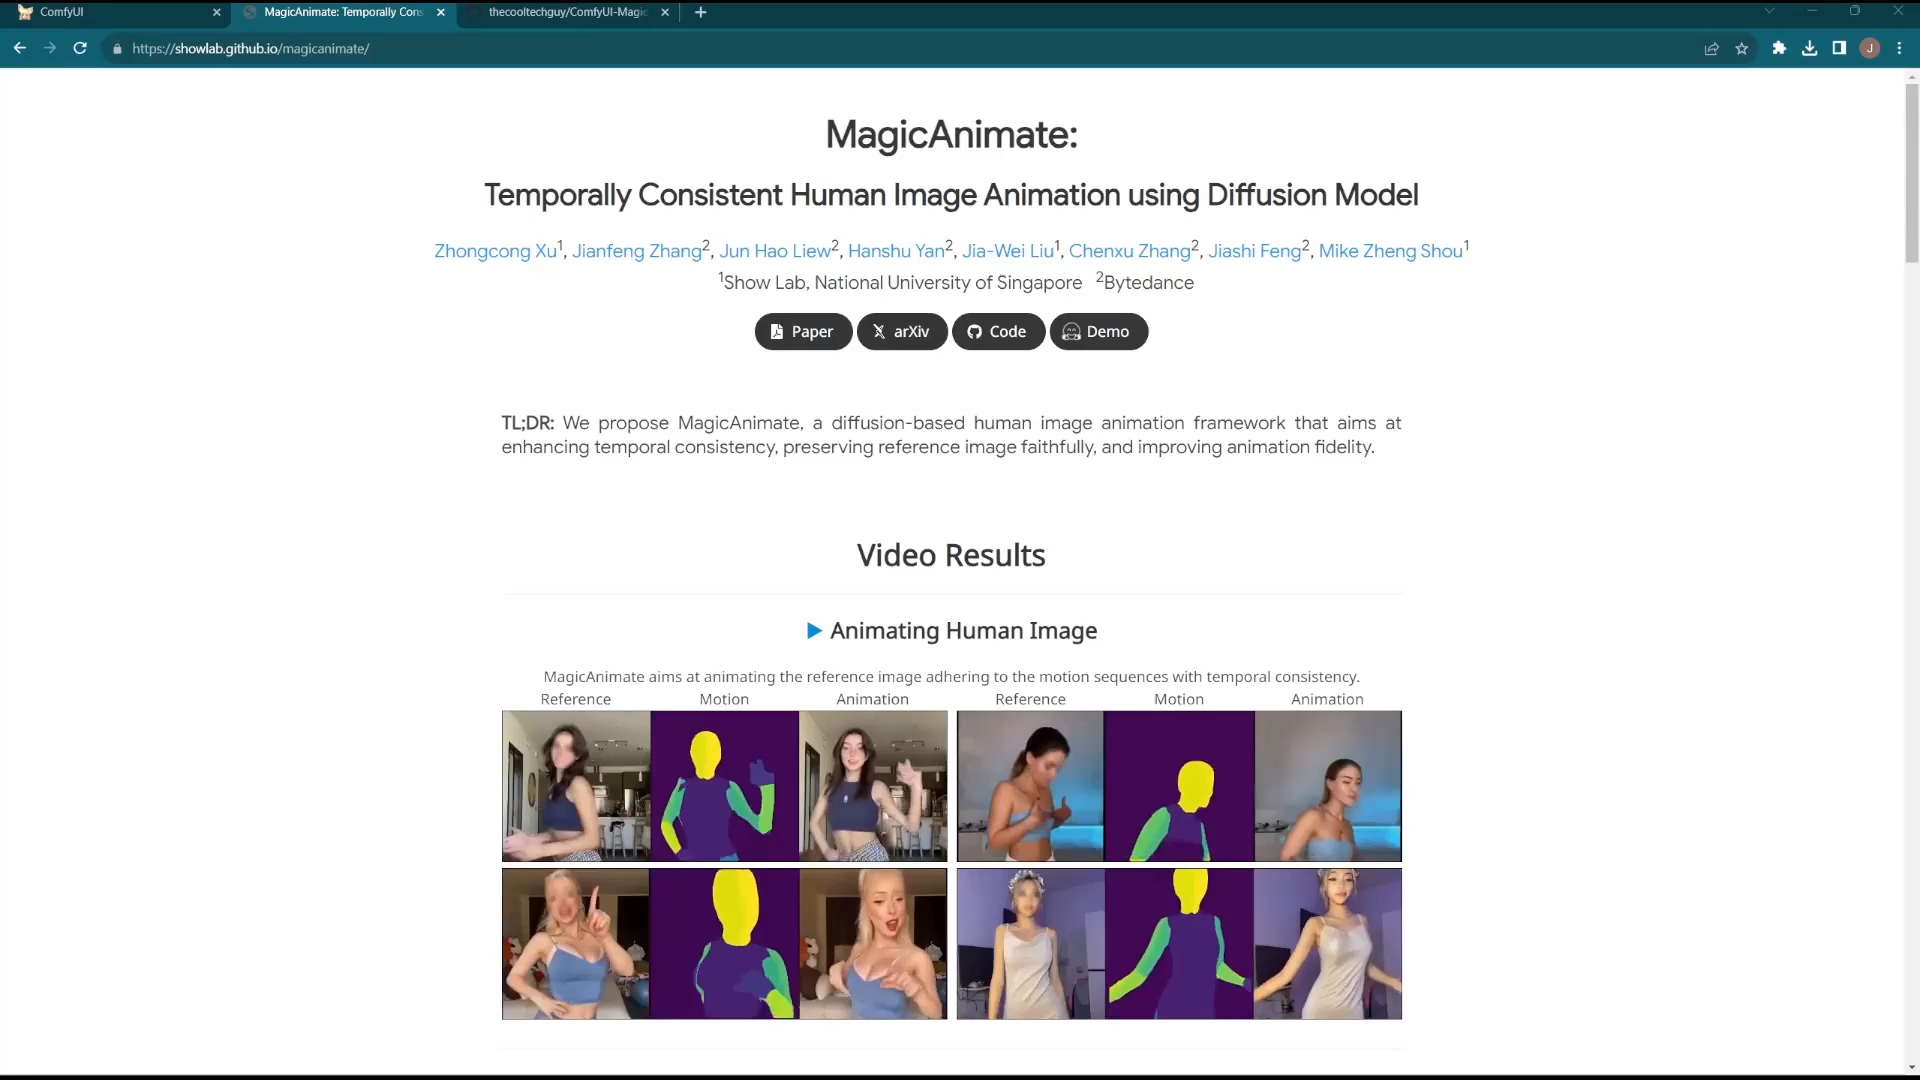 ComfyUI
MagicAnimate: Temporally Cons
thecooltechguy/ComfyUI-Magic
https://showlab.github.io/magicanimate/
J
MagicAnimate:
Temporally Consistent Human Image Animation using Diffusion Model
Zhongcong Xu1, Jianfeng Zhang2, Jun Hao Liew2, Hanshu Yan2, Jia-Wei Liu1, Chenxu Zhang2, Jiashi Feng2, Mike Zheng Shou1
1Show Lab, National University of Singapore 2Bytedance
Paper arXiv Code Demo
TL;DR: We propose MagicAnimate, a diffusion-based human image animation framework that aims at
enhancing temporal consistency, preserving reference image faithfully, and improving animation fidelity.
Video Results
Animating Human Image
MagicAnimate aims at animating the reference image adhering to the motion sequences with temporal consistency.
Reference Motion Animation Reference Motion Animation